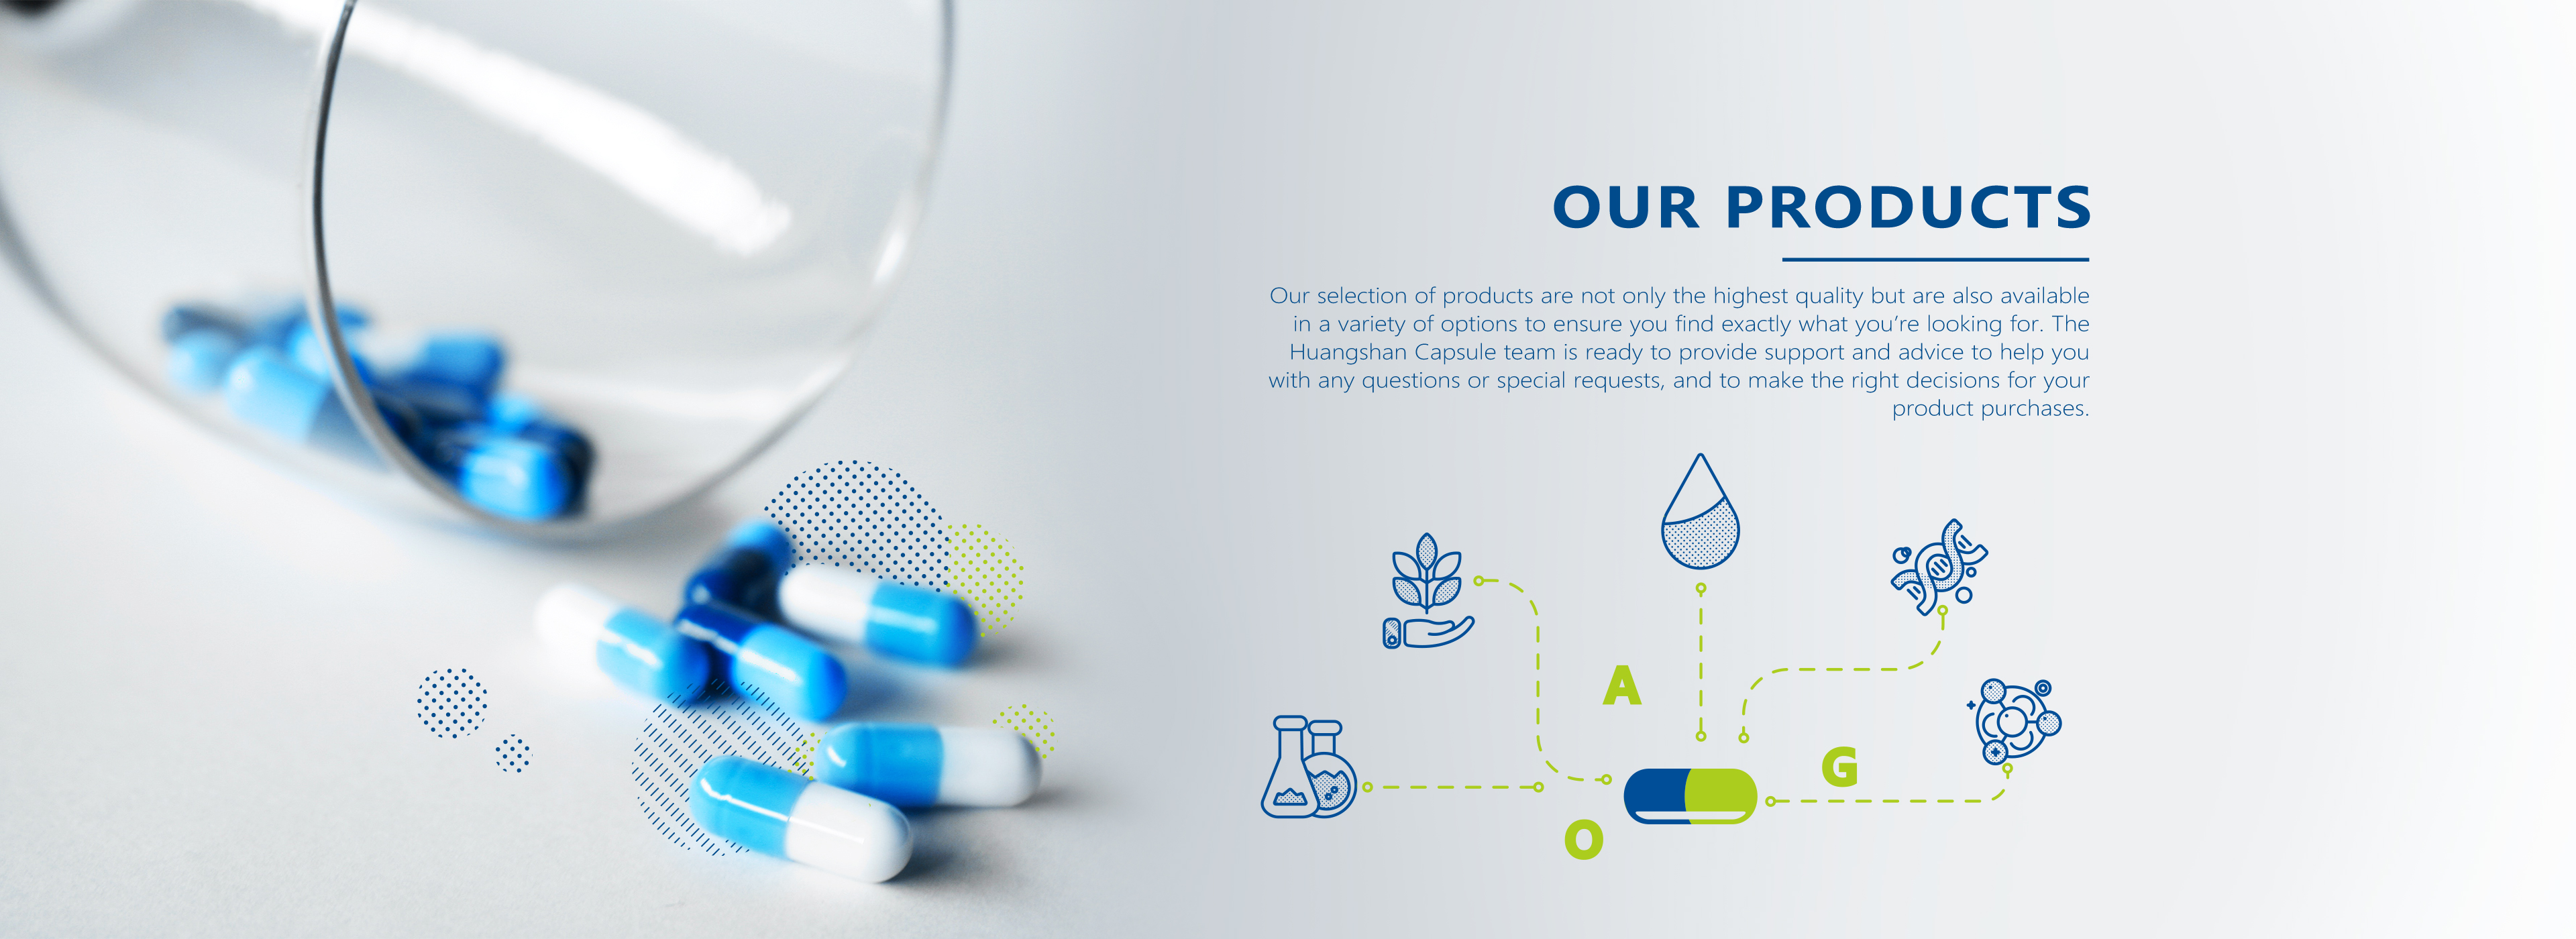 OUR PRODUCTS
Our selection of products are not only the highest quality but are also available
in a variety of options to ensure you find exactly what you’re looking for. The
Huangshan Capsule team is ready to provide support and advice to help you
with any questions or special requests, and to make the right decisions for your
product purchases.
A
G
O